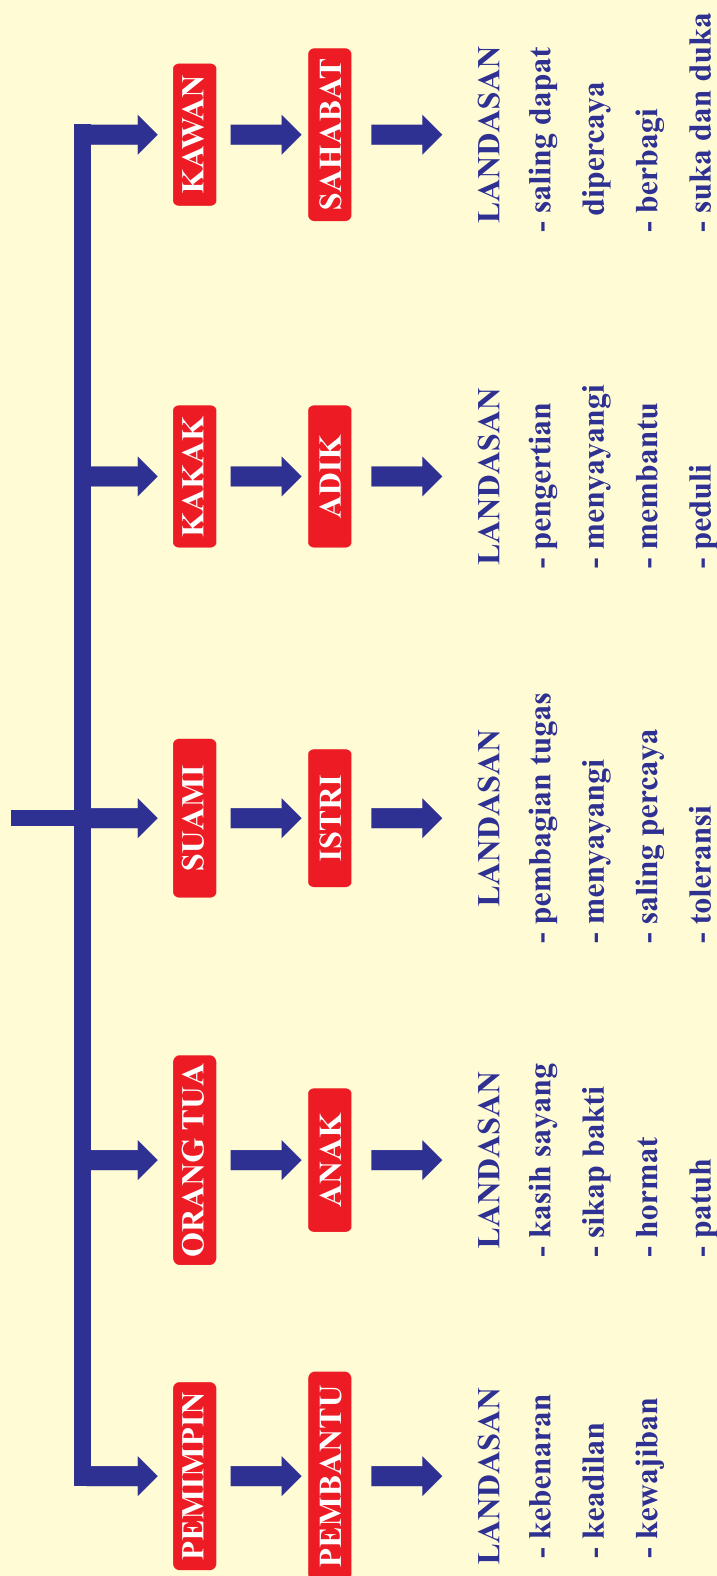 PEMIIMPIN
PEMBANTU
LANDASAN
- kebenaran
- keadilan
- kewajiban
ORANG TUA
ANAK
LANDASAN
- kasih sayang
- sikap bakti
- hormat
- patuh
SUAMI
ISTRI
LANDASAN
- pembagian tugas
- menyayangi
- saling percaya
- toleransi
KAKAK
ADIK
LANDASAN
- pengertian
- menyayangi
- membantu
- peduli
KAWAN
SAHABAT
LANDASAN
- saling dapat
dipercaya
- berbagi
- suka dan duka